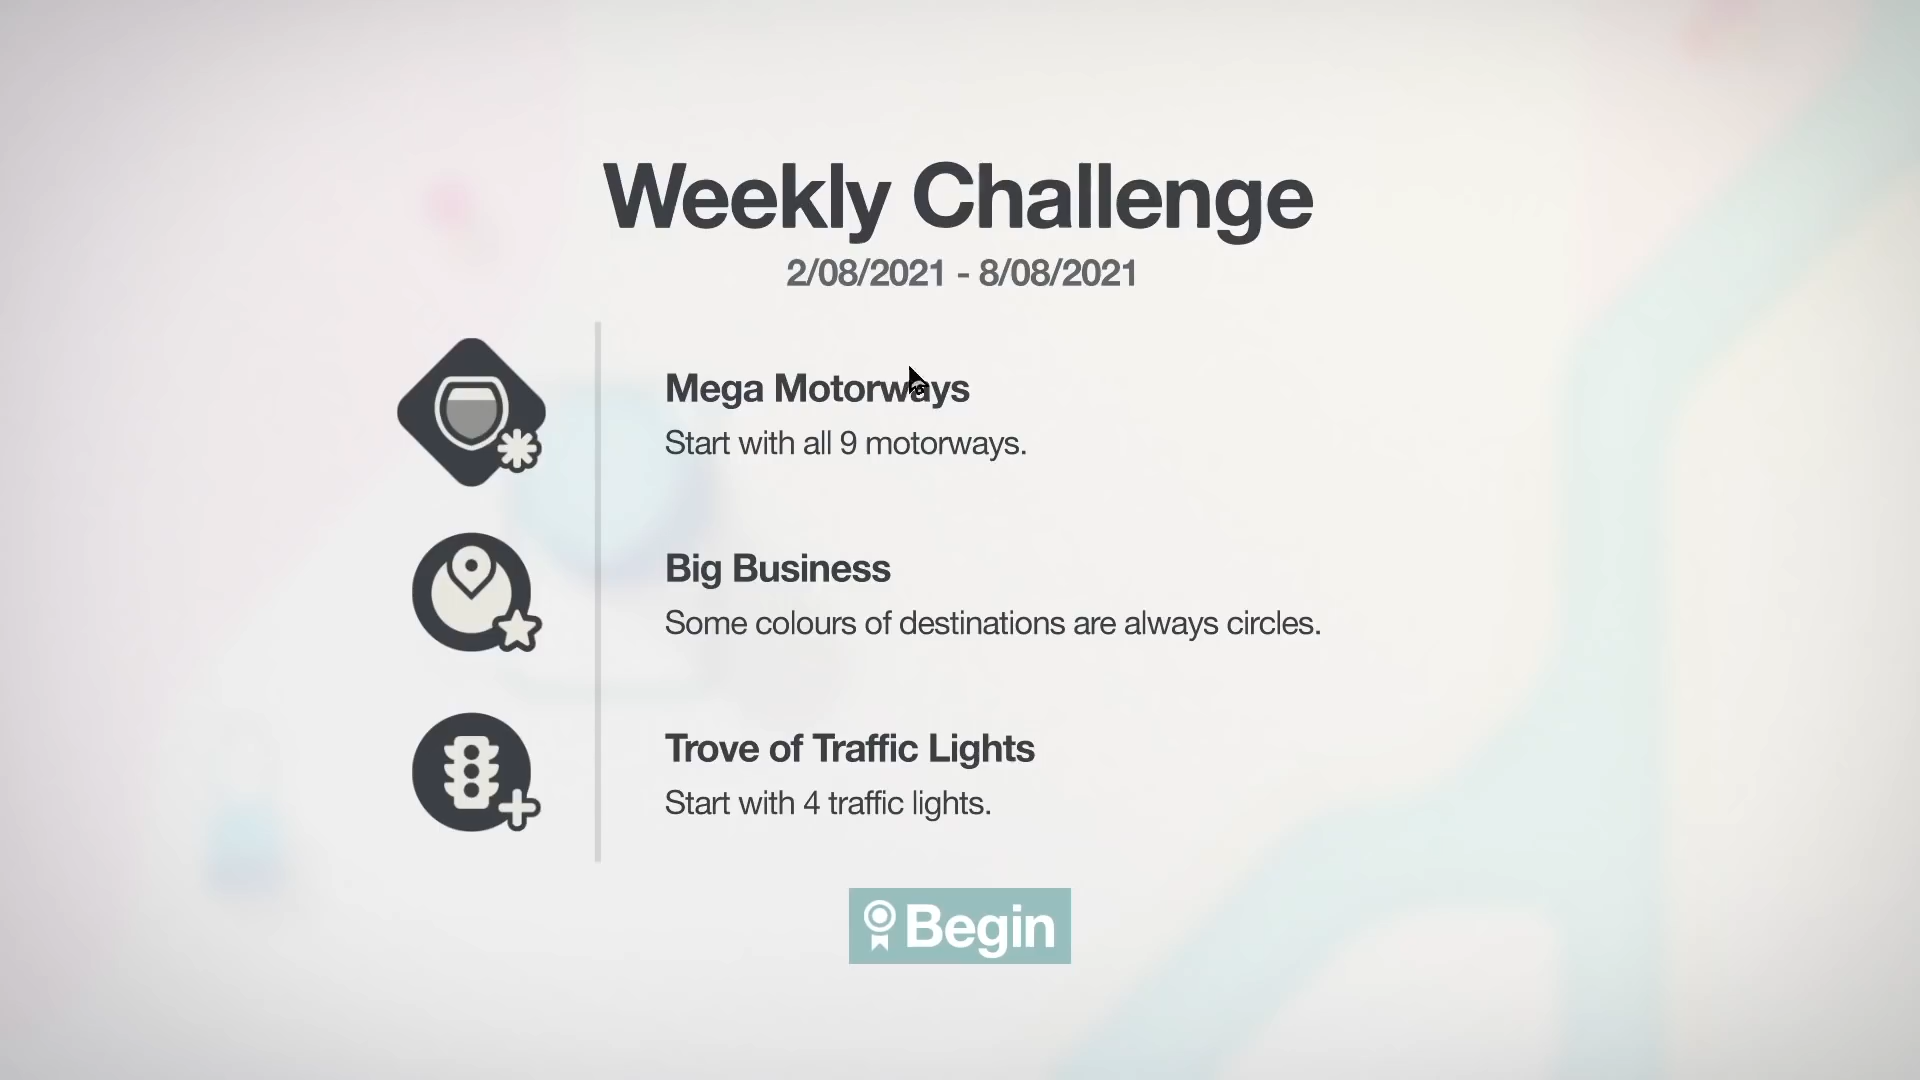 Weekly Challenge
2/08/2021 - 8/08/2021
Mega Motorways
Start with all 9 motorways.
Big Business
Some colours of destinations are always circles.
Trove of Traffic Lights
Start with 4 traffic lights.
Begin